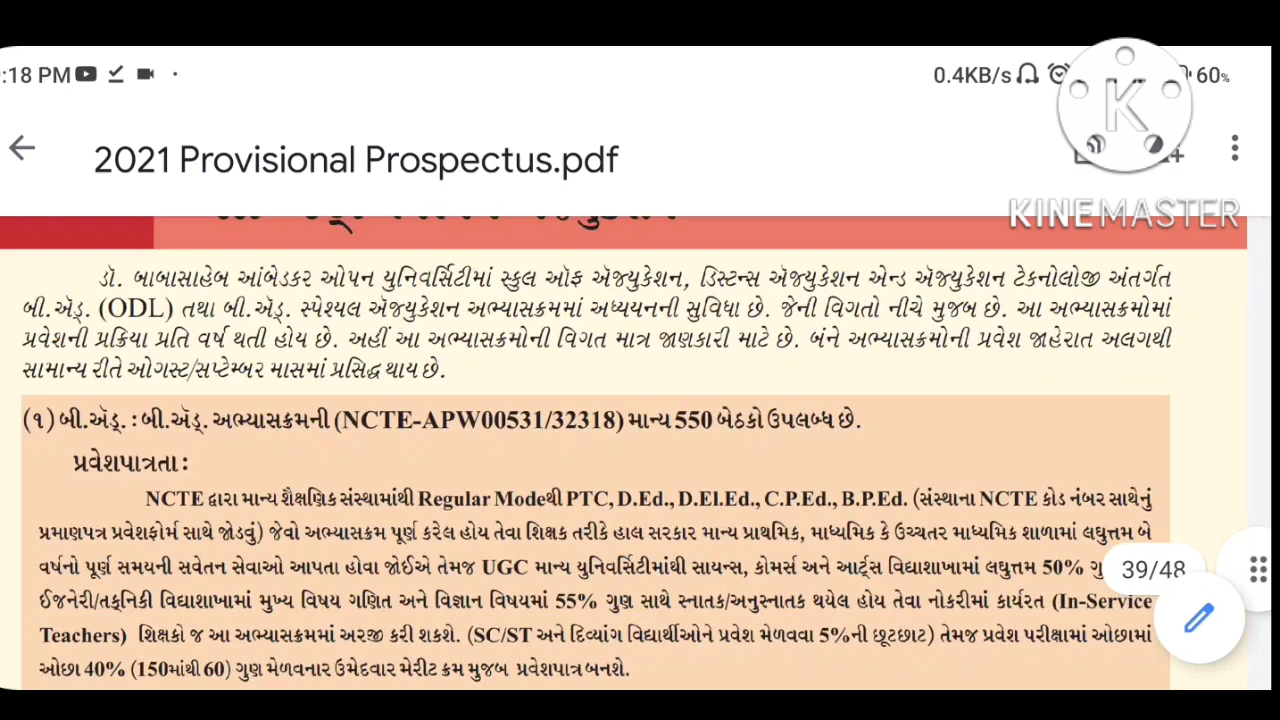 :18 PM
0.4KB/s
60%
2021 Provisional Prospectus.pdf
KINEMASTER
ડૉ. બાબાસાહેબ આંબેડકર ઓપન યુનિવર્સિટીમાં સ્કુલ ઑફ ઍજ્યુકેશન, ડિસ્ટન્સ ઍજ્યુકેશન એન્ડ ઍજ્યુકેશન ટેકનોલોજી અંતર્ગત
બી.ઍડ્. (ODL) તથા બી.ઍડ્. સ્પેશ્યલ ઍજ્યુકેશન અભ્યાસક્રમમાં અધ્યયનની સુવિધા છે. જેની વિગતો નીચે મુજબ છે. આ અભ્યાસક્રમોમાં
પ્રવેશની પ્રક્રિયા પ્રતિ વર્ષ થતી હોય છે. અહીં આ અભ્યાસક્રમોની વિગત માત્ર જાણકારી માટે છે. બંને અભ્યાસક્રમોની પ્રવેશ જાહેરાત અલગથી
સામાન્ય રીતે ઓગસ્ટ/સપ્ટેમ્બર માસમાં પ્રસિદ્ધ થાય છે.
(૧) બી.ઍડ્. : બી.ઍડ્. અભ્યાસક્રમની (NCTE-APW00531/32318) માન્ય 550 બેઠકો ઉપલબ્ધ છે.
પ્રવેશપાત્રતા :
NCTE દ્વારા માન્ય શૈક્ષણિક સંસ્થામાંથી Regular Modeથી PTC, D.Ed., D.El.Ed., C.P.Ed., B.P.Ed. (સંસ્થાના NCTE કોડ નંબર સાથેનું
પ્રમાણપત્ર પ્રવેશફોર્મ સાથે જોડવું) જેવો અભ્યાસક્રમ પૂર્ણ કરેલ હોય તેવા શિક્ષક તરીકે હાલ સરકાર માન્ય પ્રાથમિક, માધ્યમિક કે ઉચ્ચતર માધ્યમિક શાળામાં લઘુત્તમ બે
વર્ષનો પૂર્ણ સમયની સવેતન સેવાઓ આપતા હોવા જોઈએ તેમજ UGC માન્ય યુનિવર્સિટીમાંથી સાયન્સ, કોમર્સ અને આર્ટ્સ વિદ્યાશાખામાં લઘુત્તમ 50%
39/48
ઈજનેરી/તકનિકી વિદ્યાશાખામાં મુખ્ય વિષય ગણિત અને વિજ્ઞાન વિષયમાં 55% ગુણ સાથે સ્નાતક/અનુસ્નાતક થયેલ હોય તેવા નોકરીમાં કાર્યરત (In-Service
Teachers) શિક્ષકો જ આ અભ્યાસક્રમમાં અરજી કરી શકશે. (SC/ST અને દિવ્યાંગ વિદ્યાર્થીઓને પ્રવેશ મેળવવા 5%ની છૂટછાટ) તેમજ પ્રવેશ પરીક્ષામાં ઓછામાં
ઓછા 40% (150માંથી 60) ગુણ મેળવનાર ઉમેદવાર મેરીટ ક્રમ મુજબ પ્રવેશપાત્ર બનશે.